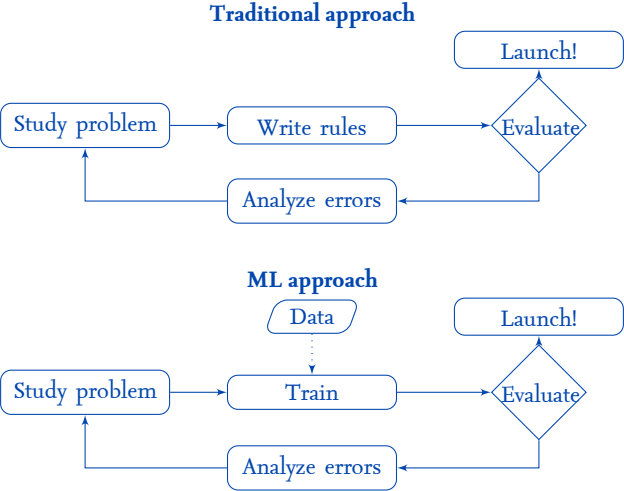 Traditional approach
Launch!
Study problem
Write rules
Evaluate
Analyze errors
ML approach
Data
Launch!
Study problem
Train
Evaluate
Analyze errors